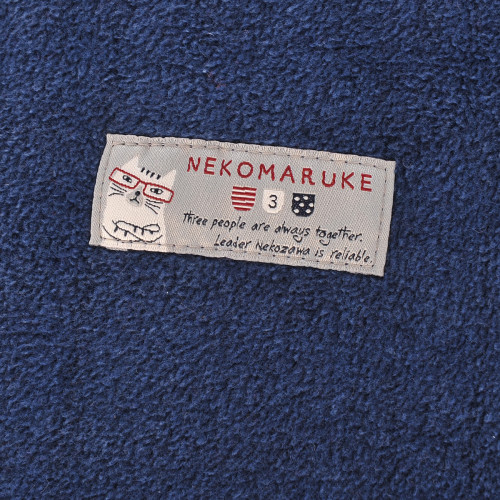 NEKOMARUKE
3
Three people are always together.
Leader Nekozawa is reliable.